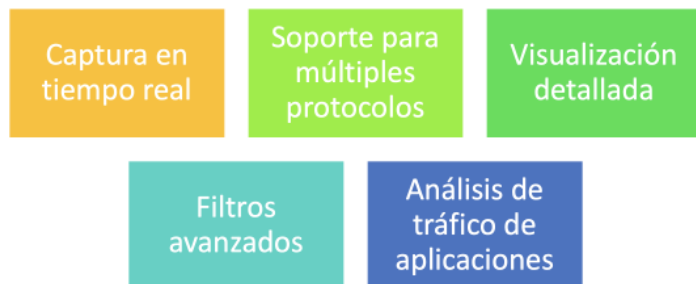 Captura en
tiempo real
Soporte para
múltiples
protocolos
Visualización
detallada
Filtros
avanzados
Análisis de
tráfico de
aplicaciones